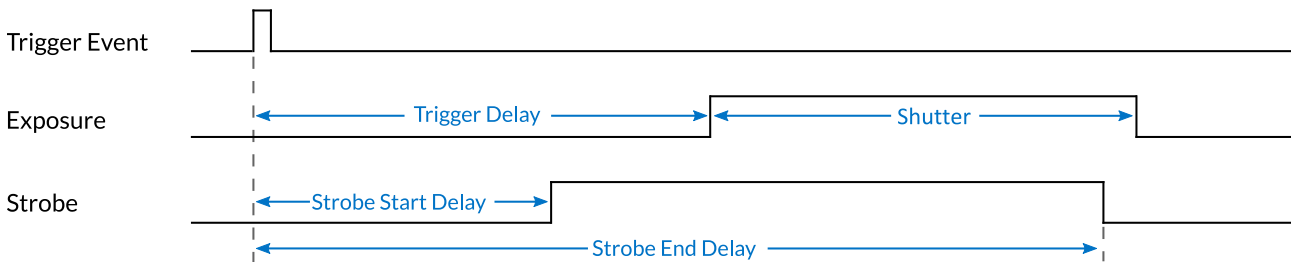 Trigger Event
Exposure
Trigger Delay
Shutter
Strobe
Strobe Start Delay
Strobe End Delay